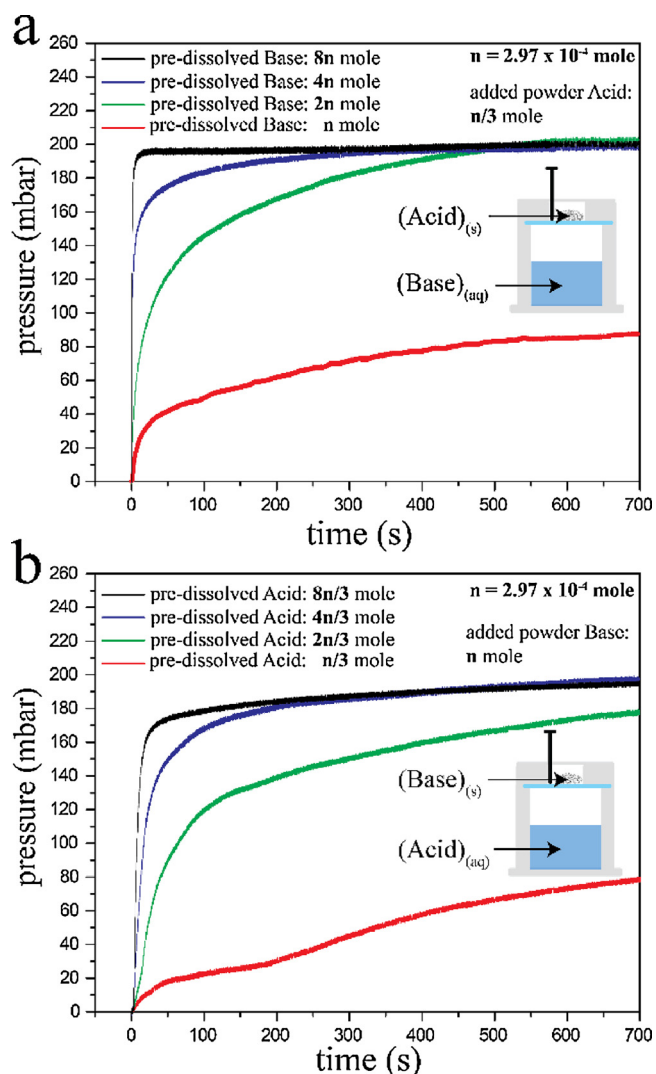 a
260
240
220
200
180
160
140
120
100
80
60
40
20
0
pressure (mbar)
pre-dissolved Base: 8n mole
pre-dissolved Base: 4n mole
pre-dissolved Base: 2n mole
pre-dissolved Base: n mole
n = 2.97 x 10⁻⁴ mole
added powder Acid:
n/3 mole
(Acid)(s)
(Base)(aq)
0 100 200 300 400 500 600 700
time (s)
b
260
240
220
200
180
160
140
120
100
80
60
40
20
0
pressure (mbar)
pre-dissolved Acid: 8n/3 mole
pre-dissolved Acid: 4n/3 mole
pre-dissolved Acid: 2n/3 mole
pre-dissolved Acid: n/3 mole
n = 2.97 x 10⁻⁴ mole
added powder Base:
n mole
(Base)(s)
(Acid)(aq)
0 100 200 300 400 500 600 700
time (s)